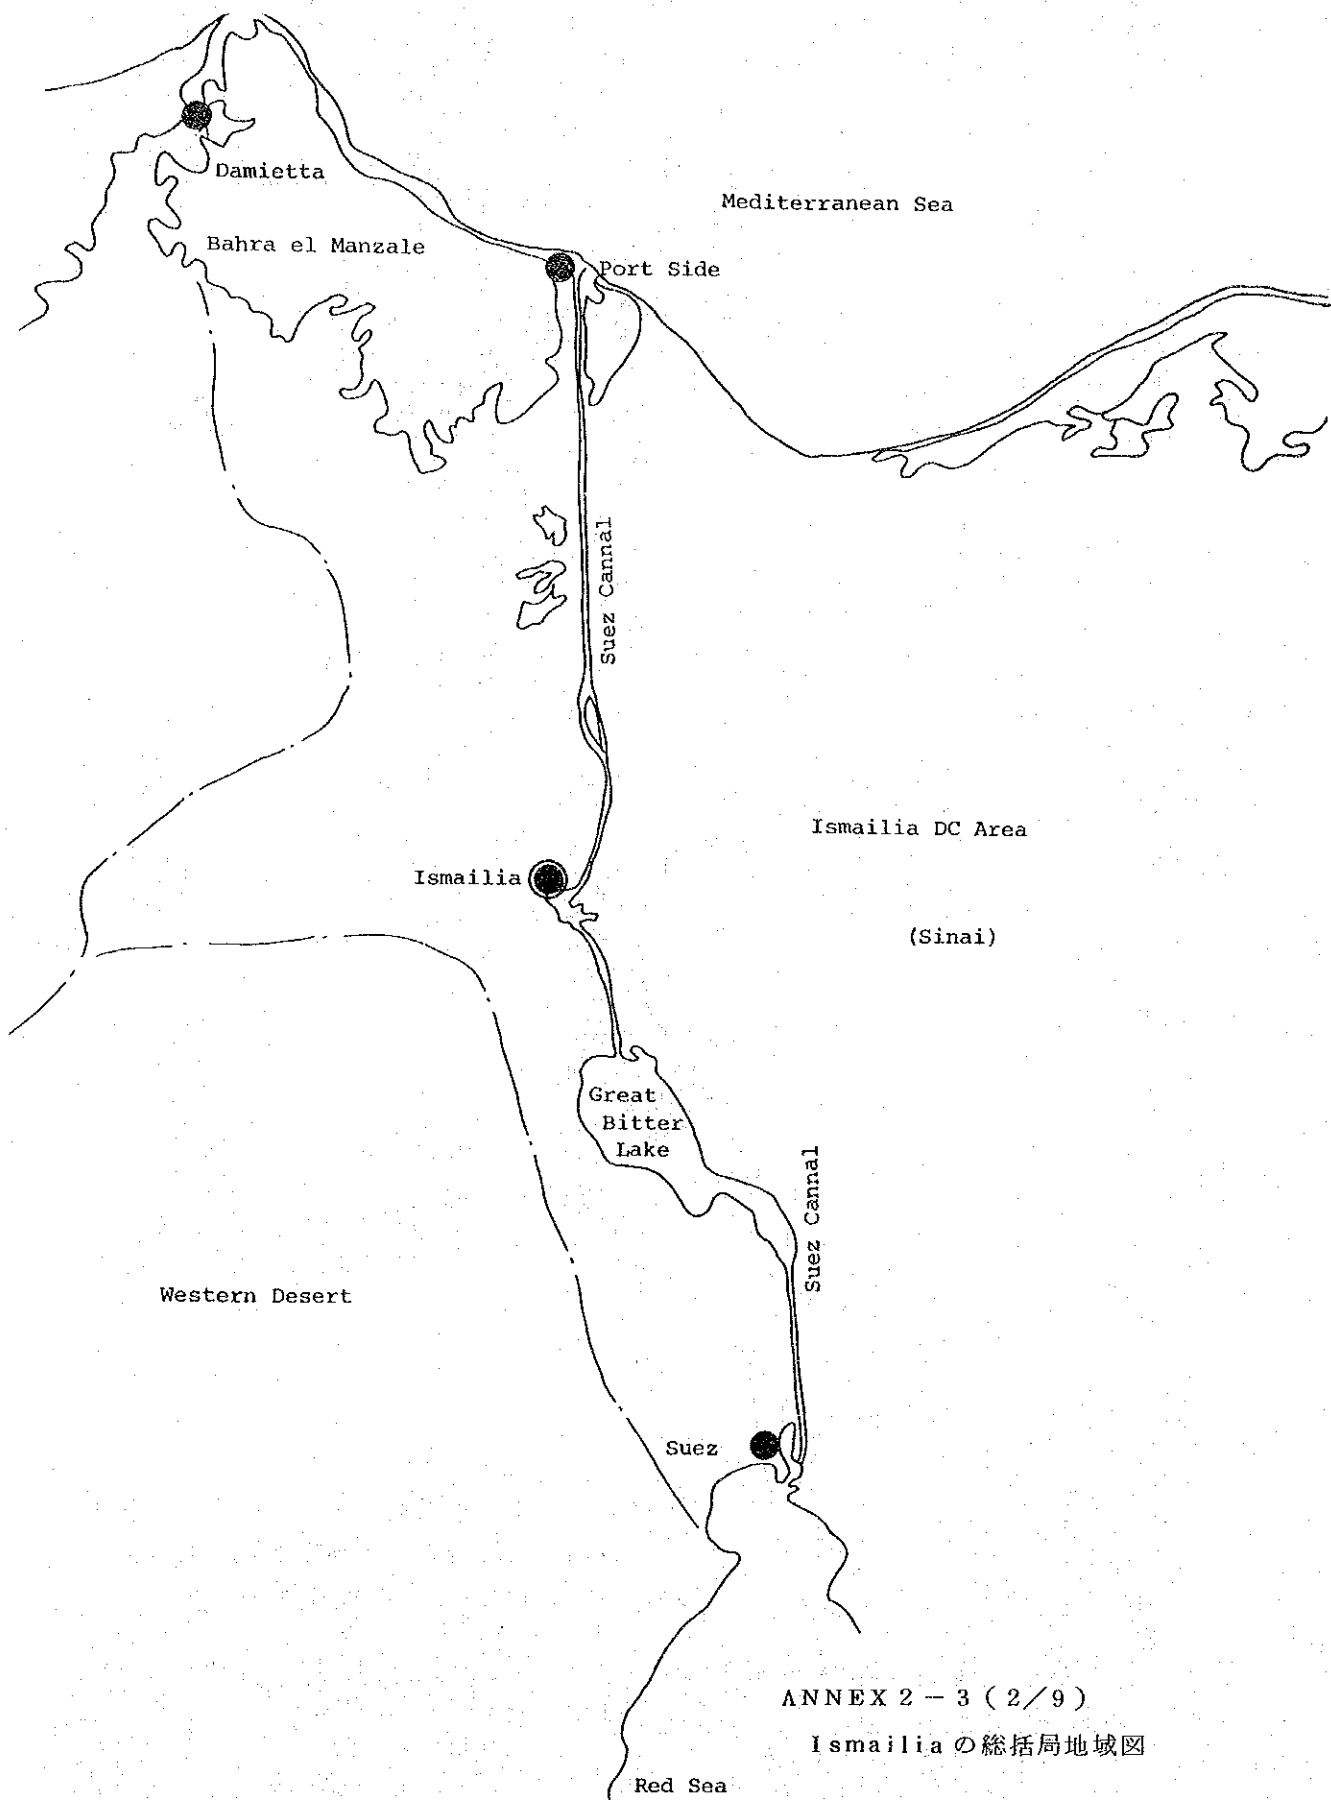 Damietta
Mediterranean Sea
Bahra el Manzale
Port Side
Suez Cannal
Ismailia DC Area
Ismailia
(Sinai)
Great
Bitter
Lake
Suez Cannal
Western Desert
Suez
ANNEX 2-3 (2/9)
Ismailiaの総括局地域図
Red Sea